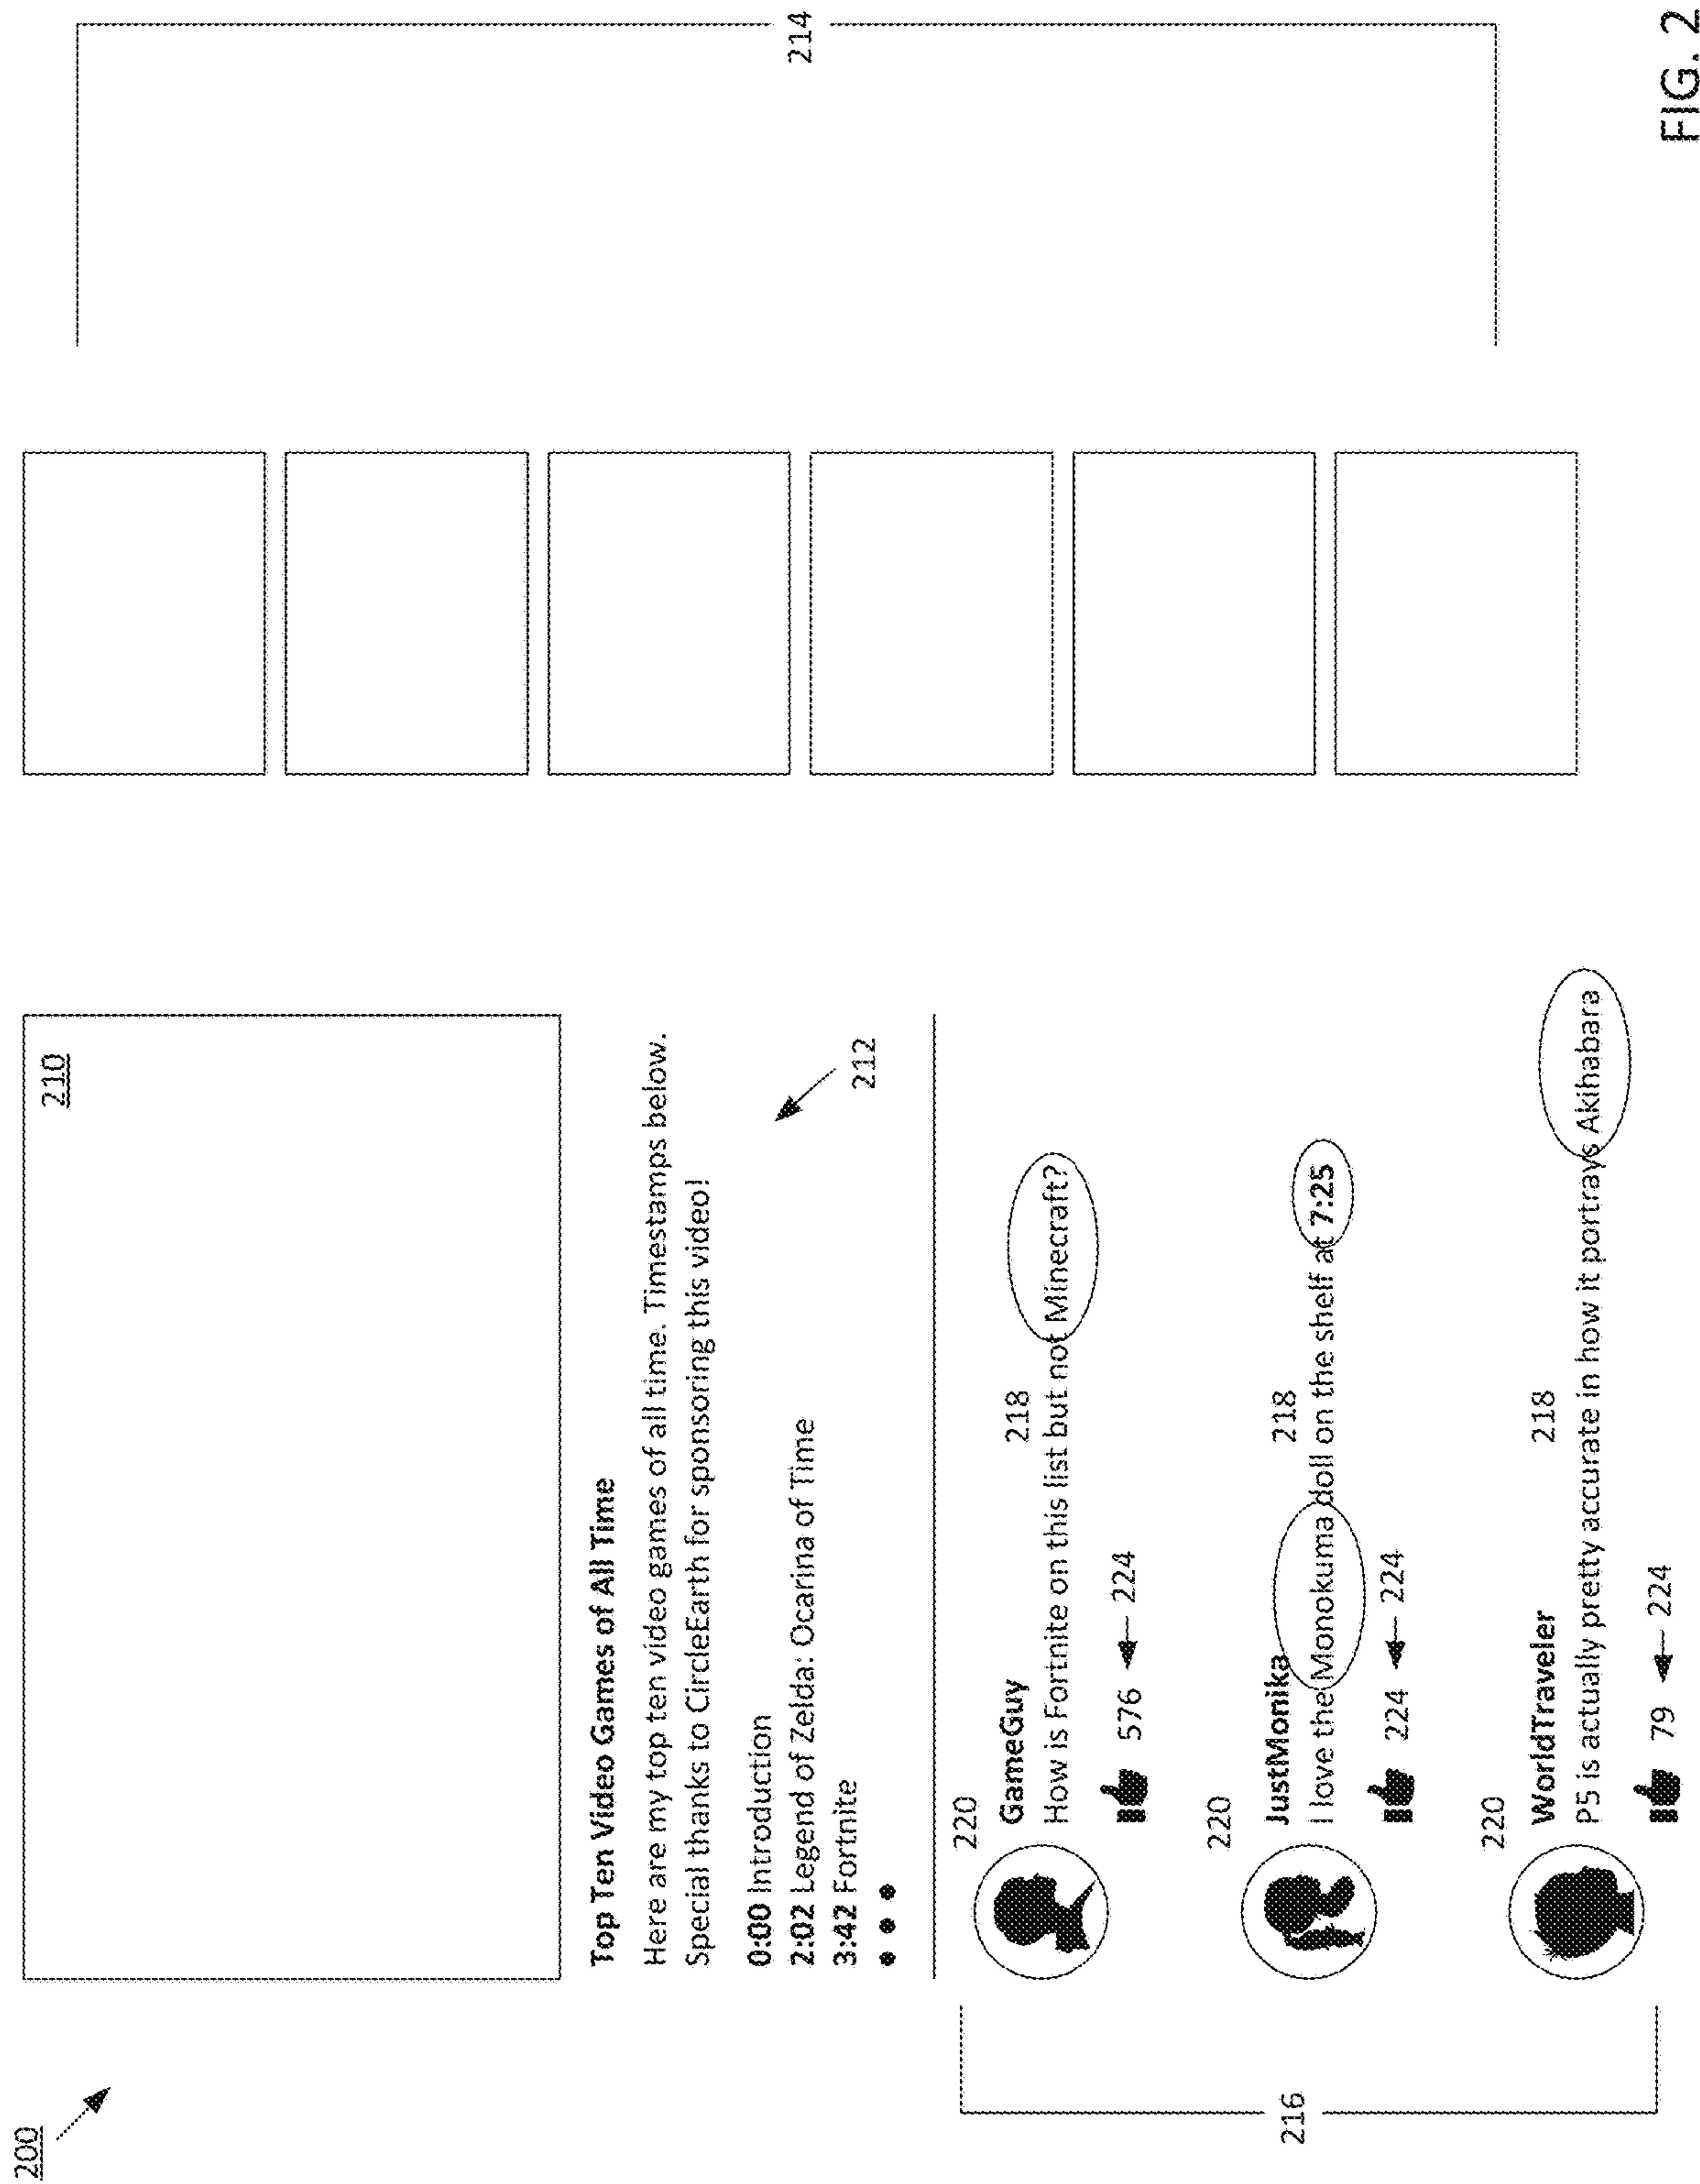 200
210
Top Ten Video Games of All Time
Here are my top ten video games of all time. Timestamps below.
Special thanks to CircleEarth for sponsoring this video!
0:00 Introduction
2:02 Legend of Zelda: Ocarina of Time
3:42 Fortnite
212
214
216
220
GameGuy 218
How is Fortnite on this list but not Minecraft?
576 224
220
JustMonika 218
I love the Monokuma doll on the shelf at 7:25
224 224
220
WorldTraveler 218
P5 is actually pretty accurate in how it portrays Akihabara
79 224
FIG. 2